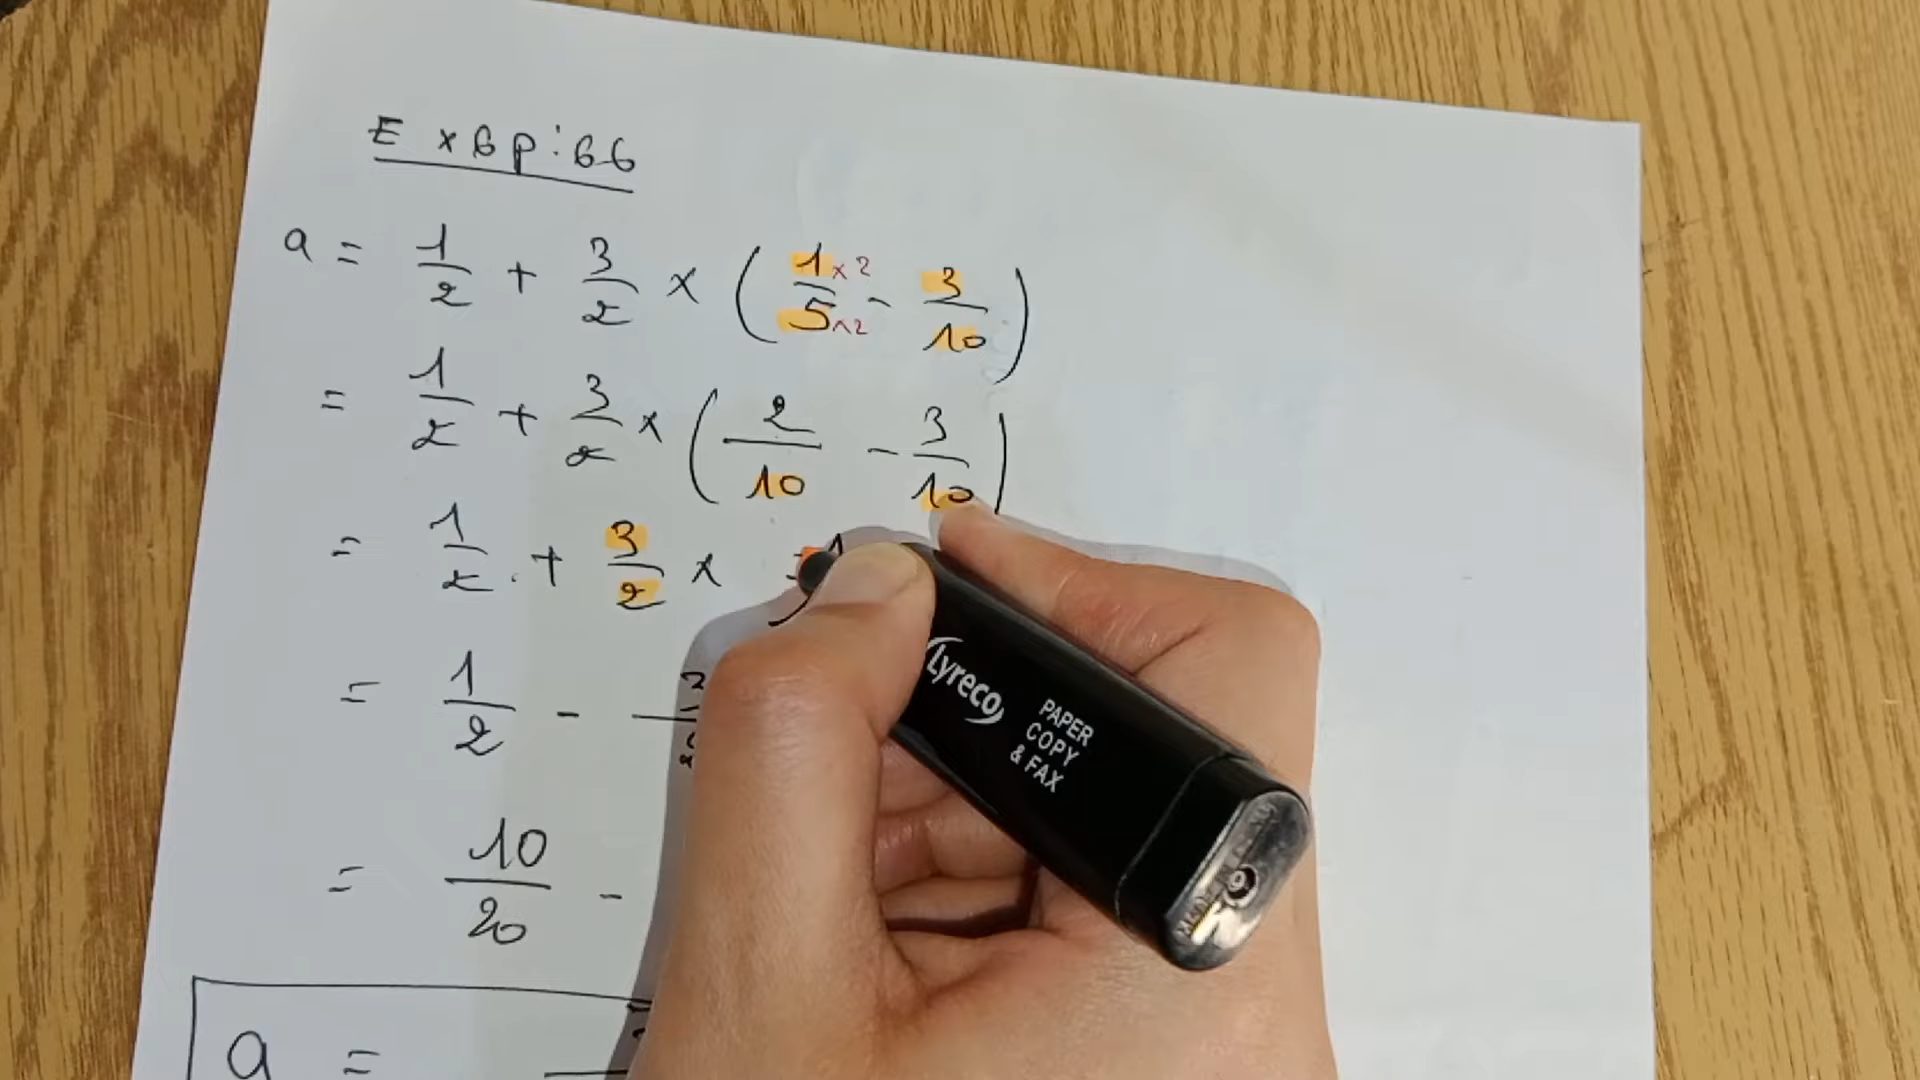 Ex 6 p : 66
a = 1/2 + 3/2 × ( 1×2/5×2 - 3/10 )
= 1/2 + 3/2 × ( 2/10 - 3/10 )
= 1/2 + 3/2 ×
= 1/2 -
= 10/20 -
a =
Lyreco
PAPER
COPY
& FAX